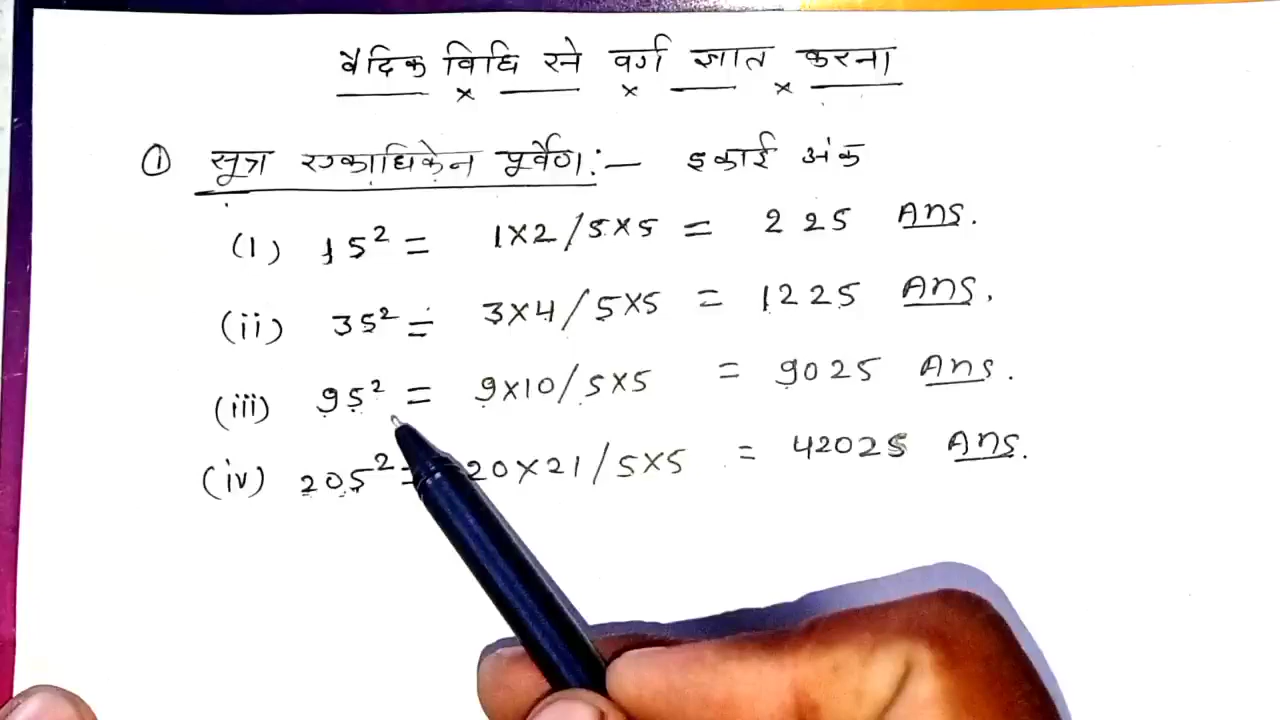 वैदिक विधि से वर्ग ज्ञात करना
① सूत्र एकाधिकेन पूर्वेण :- इकाई अंक
(i) 15² = 1×2/5×5 = 225 Ans.
(ii) 35² = 3×4/5×5 = 1225 Ans.
(iii) 95² = 9×10/5×5 = 9025 Ans.
(iv) 205² = 20×21/5×5 = 42025 Ans.